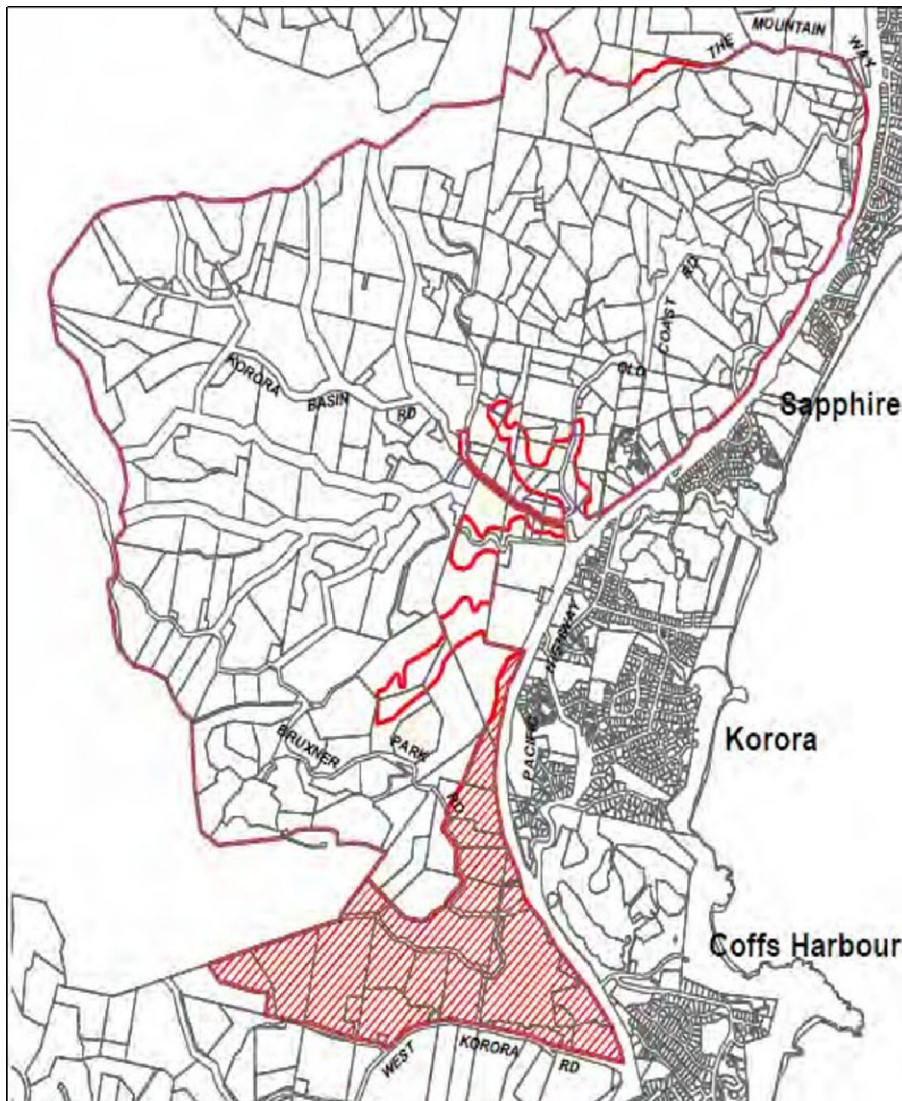 THE MOUNTAIN WAY
OLD COAST RD
KORORA BASIN RD
Sapphire
PACIFIC HIGHWAY
Korora
BRUXNER PARK RD
Coffs Harbour
WEST KORORA RD